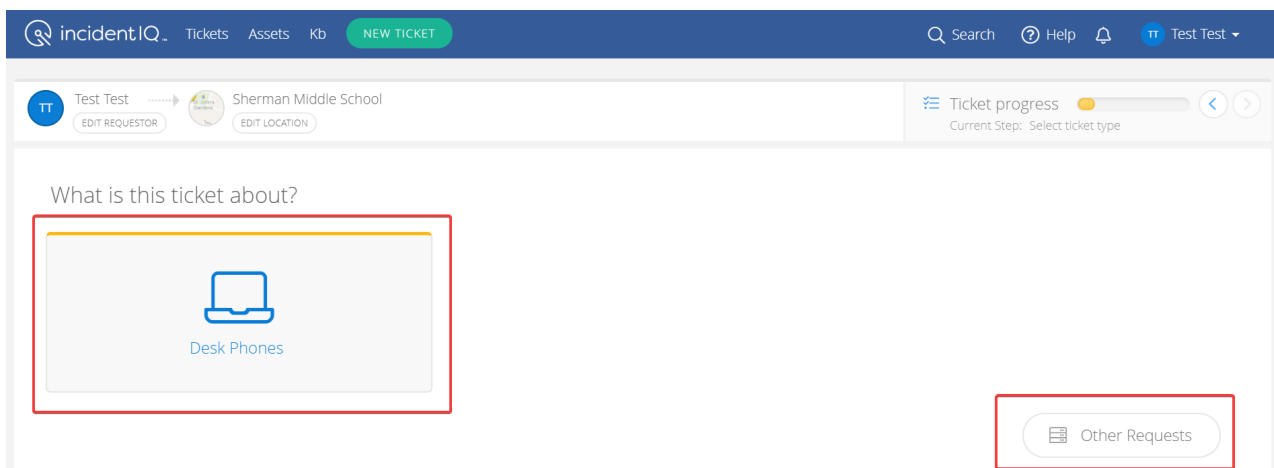 incidentIQ™ Tickets Assets Kb NEW TICKET Search Help TT Test Test
TT Test Test Sherman Middle School
EDIT REQUESTOR EDIT LOCATION
Ticket progress
Current Step: Select ticket type
What is this ticket about?
Desk Phones
Other Requests